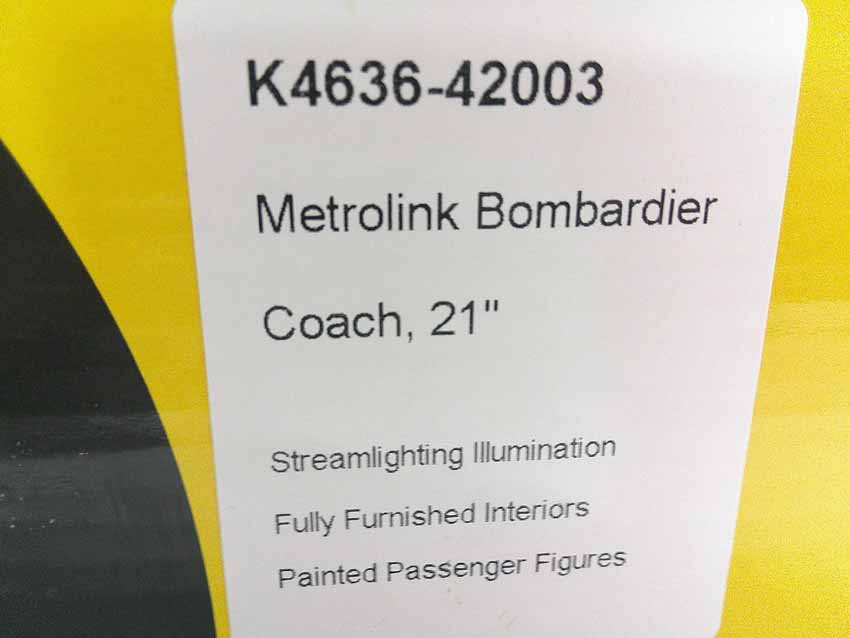 K4636-42003
Metrolink Bombardier
Coach, 21"
Streamlighting Illumination
Fully Furnished Interiors
Painted Passenger Figures